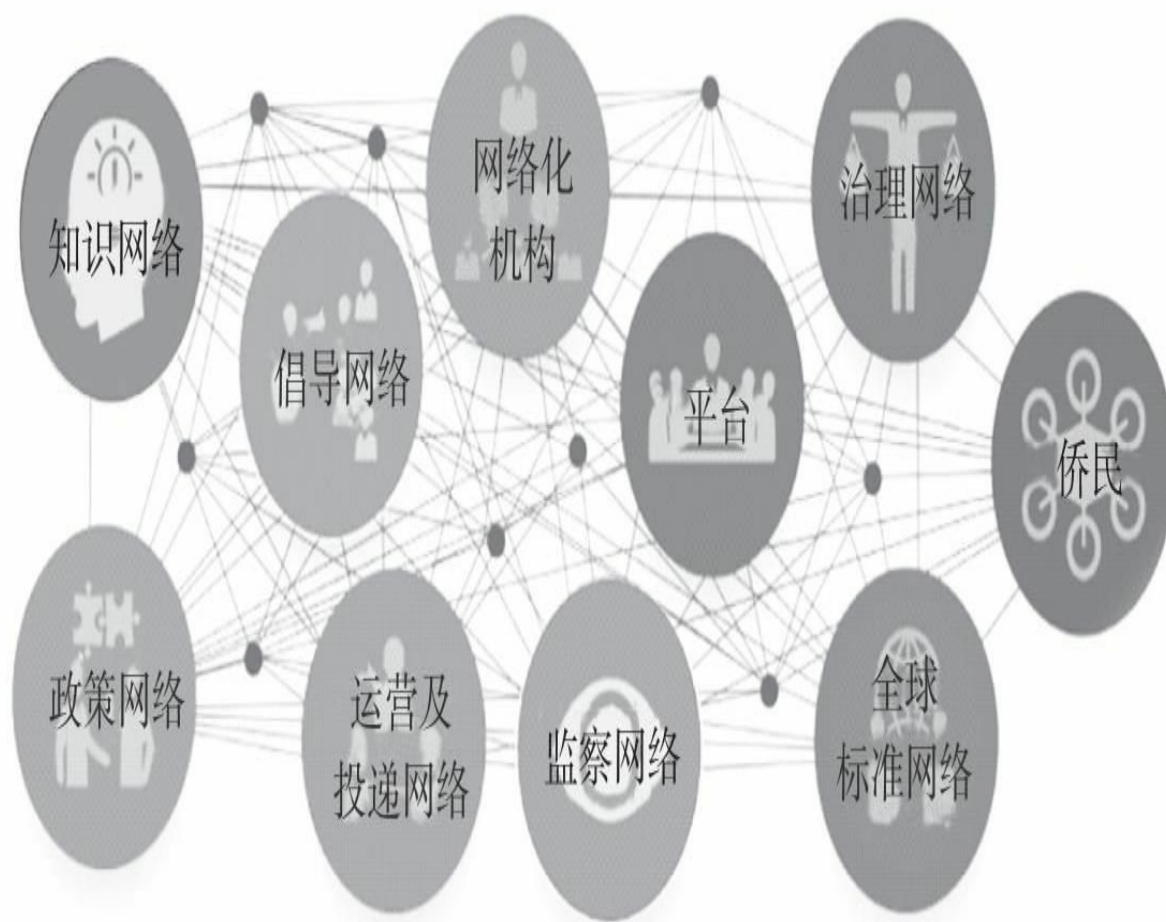 知识网络
倡导网络
网络化
机构
平台
治理网络
侨民
政策网络
运营及
投递网络
监察网络
全球
标准网络